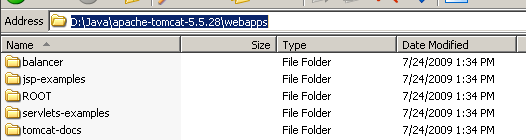 Address D:\Java\apache-tomcat-5.5.28\webapps
Name Size Type Date Modified
balancer File Folder 7/24/2009 1:34 PM
jsp-examples File Folder 7/24/2009 1:34 PM
ROOT File Folder 7/24/2009 1:34 PM
servlets-examples File Folder 7/24/2009 1:34 PM
tomcat-docs File Folder 7/24/2009 1:34 PM